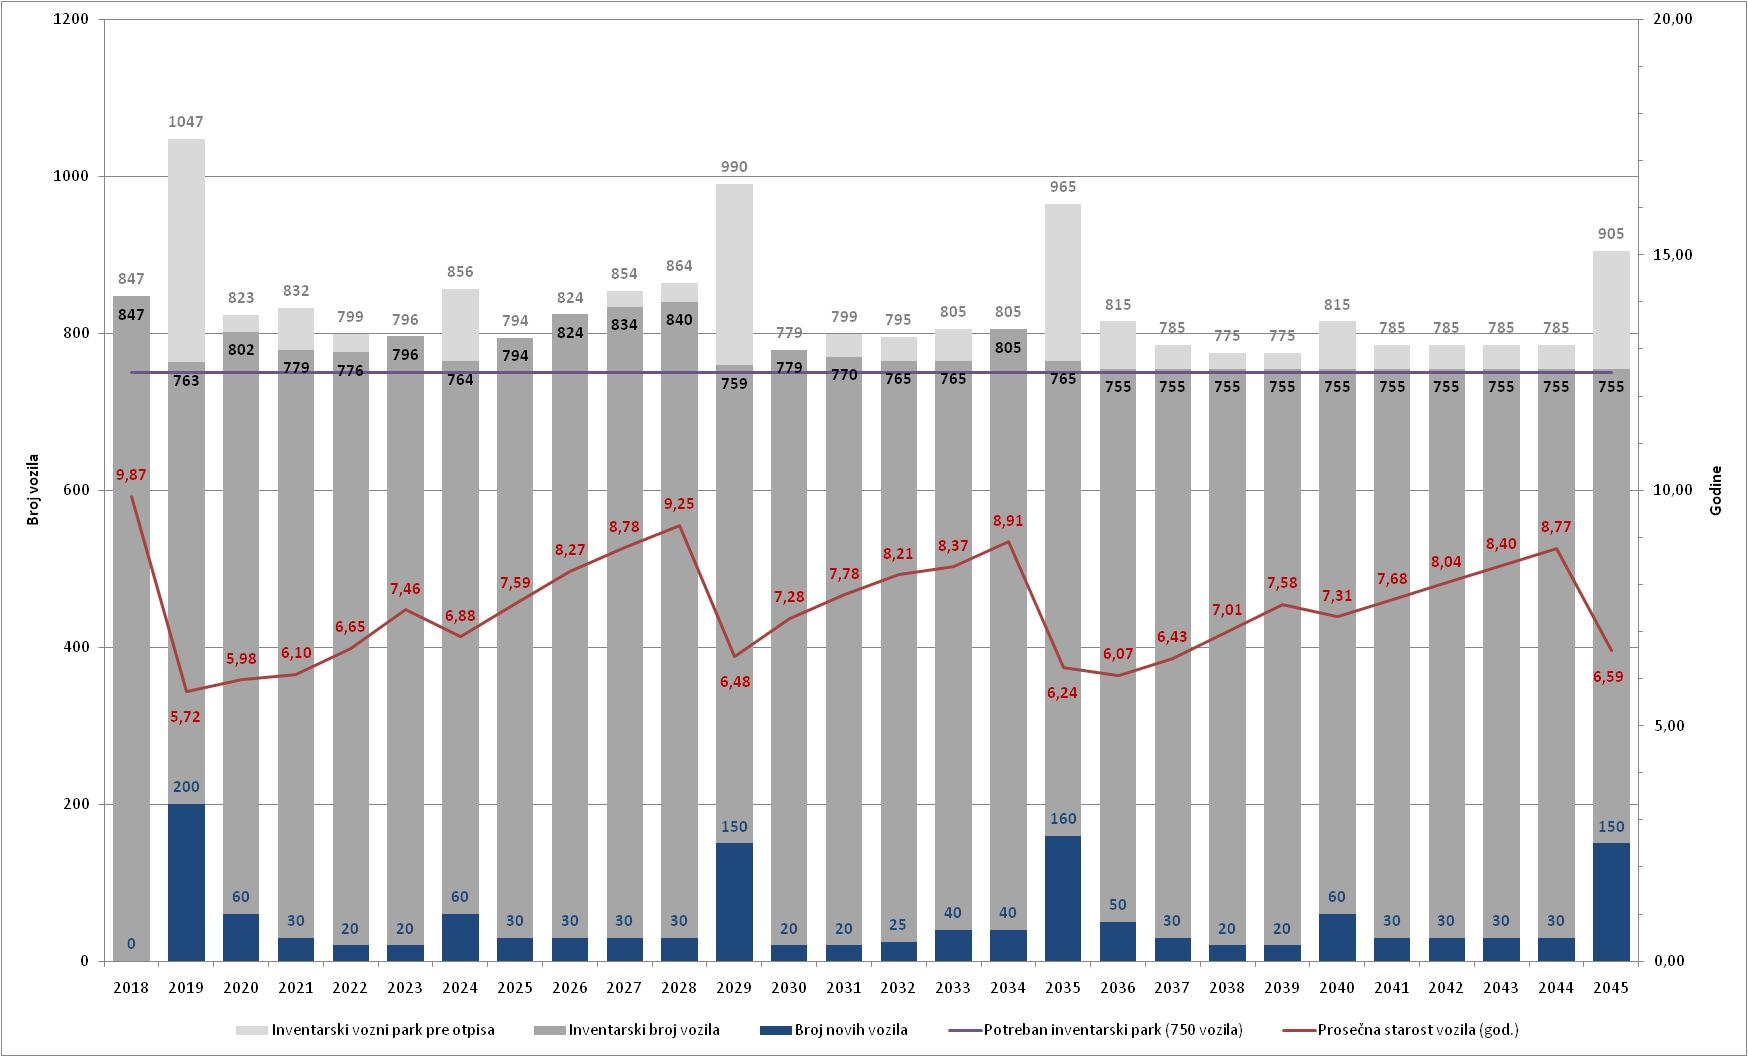 1200
1000
800
600
400
200
0
Broj vozila
20,00
15,00
10,00
5,00
0,00
Godine
847 1047 823 832 799 796 856 794 824 854 864 990 779 799 795 805 805 965 815 785 775 775 815 785 785 785 785 905
847 763 802 779 776 796 764 794 824 834 840 759 779 770 765 765 805 765 755 755 755 755 755 755 755 755 755 755
9,87 5,72 5,98 6,10 6,65 7,46 6,88 7,59 8,27 8,78 9,25 6,48 7,28 7,78 8,21 8,37 8,91 6,24 6,07 6,43 7,01 7,58 7,31 7,68 8,04 8,40 8,77 6,59
0 200 60 30 20 20 60 30 30 30 30 150 20 20 25 40 40 160 50 30 20 20 60 30 30 30 30 150
2018 2019 2020 2021 2022 2023 2024 2025 2026 2027 2028 2029 2030 2031 2032 2033 2034 2035 2036 2037 2038 2039 2040 2041 2042 2043 2044 2045
Inventarski vozni park pre otpisa Inventarski broj vozila Broj novih vozila Potreban inventarski park (750 vozila) Prosečna starost vozila (god.)